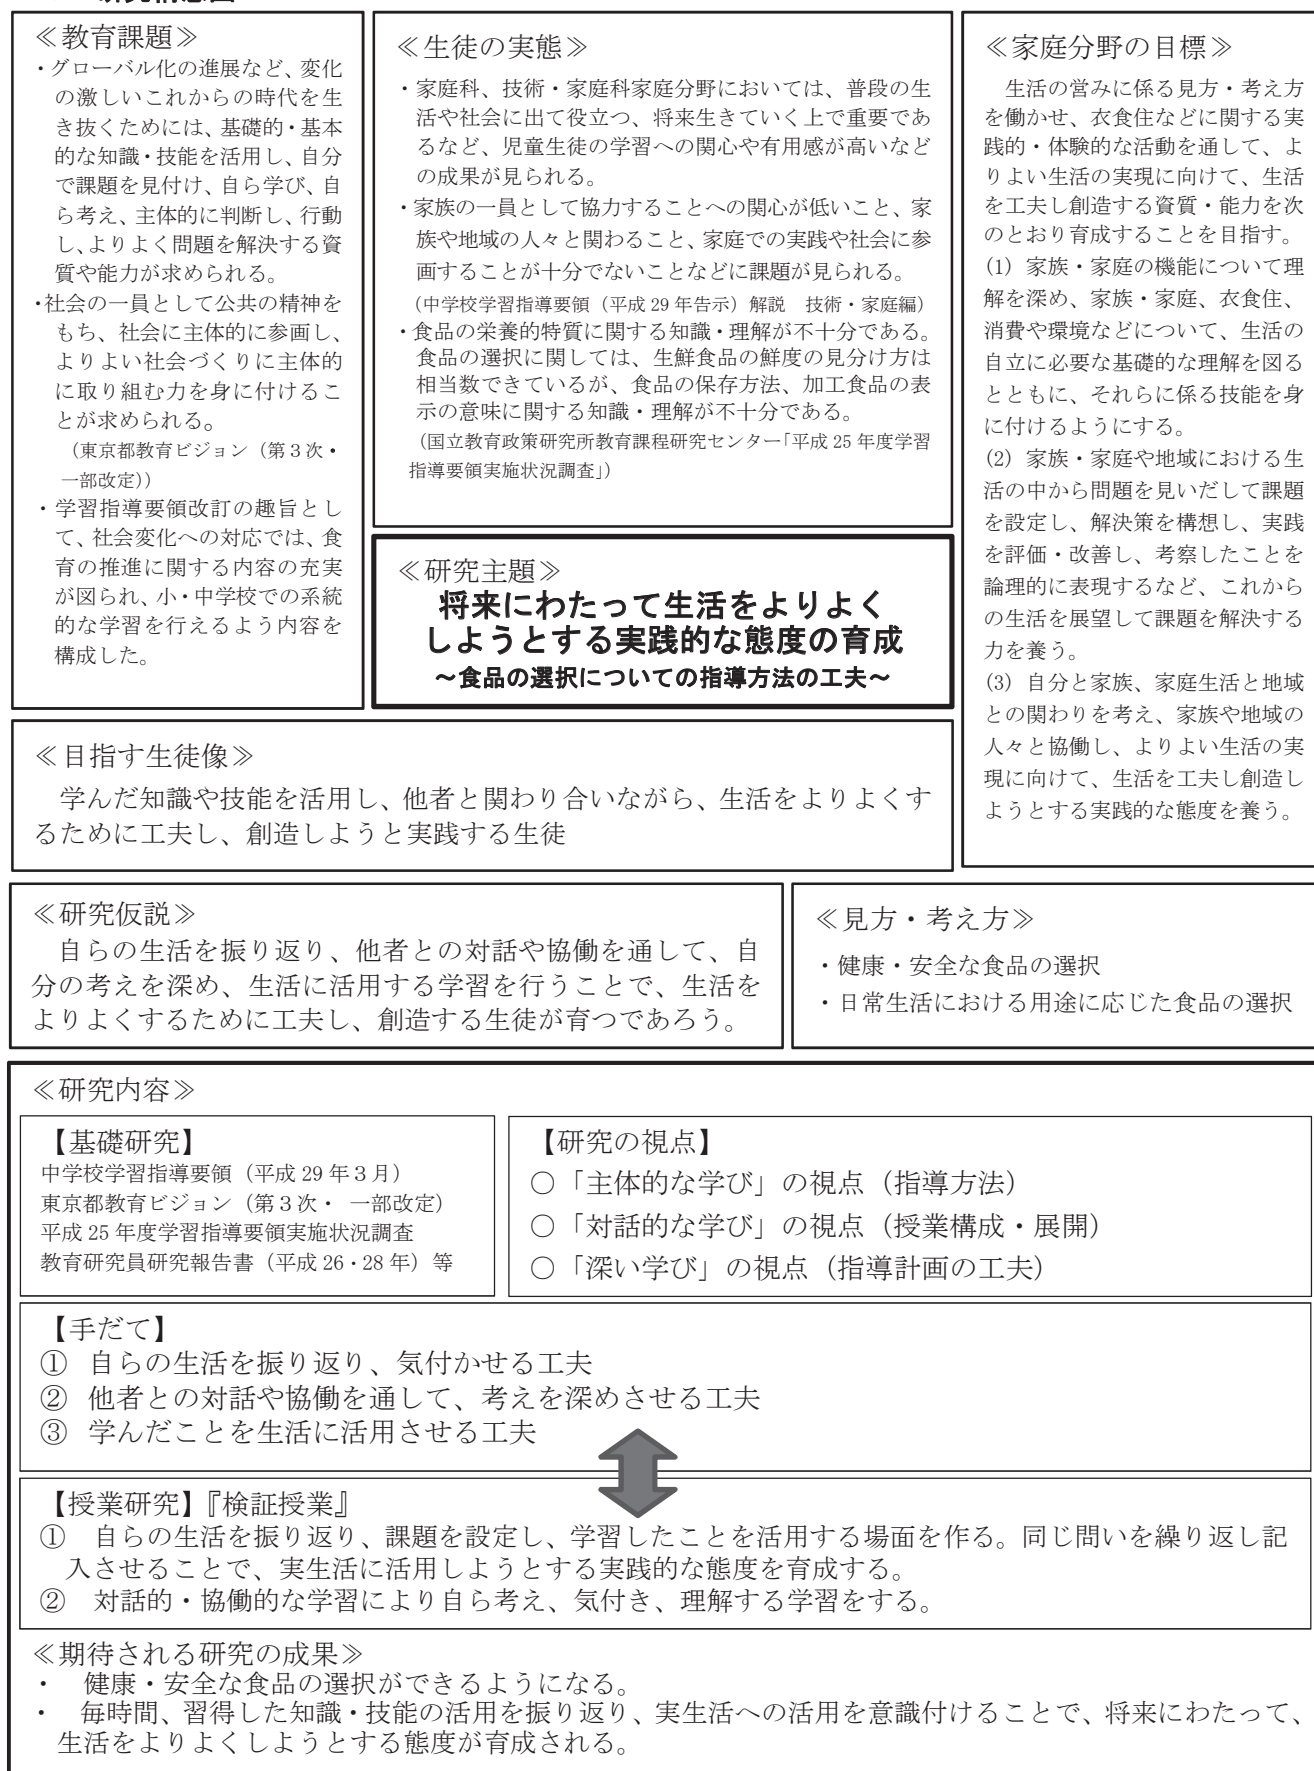 ≪教育課題≫
・グローバル化の進展など、変化
の激しいこれからの時代を生
き抜くためには、基礎的・基本
的な知識・技能を活用し、自分
で課題を見付け、自ら学び、自
ら考え、主体的に判断し、行動
し、よりよく問題を解決する資
質や能力が求められる。
・社会の一員として公共の精神を
もち、社会に主体的に参画し、
よりよい社会づくりに主体的
に取り組む力を身に付けるこ
とが求められる。
(東京都教育ビジョン(第3次・
一部改定))
・学習指導要領改訂の趣旨とし
て、社会変化への対応では、食
育の推進に関する内容の充実
が図られ、小・中学校での系統
的な学習を行えるよう内容を
構成した。
≪生徒の実態≫
・家庭科、技術・家庭科家庭分野においては、普段の生
活や社会に出て役立つ、将来生きていく上で重要であ
るなど、児童生徒の学習への関心や有用感が高いなど
の成果が見られる。
・家族の一員として協力することへの関心が低いこと、家
族や地域の人々と関わること、家庭での実践や社会に参
画することが十分でないことなどに課題が見られる。
(中学校学習指導要領(平成 29 年告示)解説 技術・家庭編)
・食品の栄養的特質に関する知識・理解が不十分である。
食品の選択に関しては、生鮮食品の鮮度の見分け方は
相当数できているが、食品の保存方法、加工食品の表
示の意味に関する知識・理解が不十分である。
(国立教育政策研究所教育課程研究センター「平成 25 年度学習
指導要領実施状況調査」)
≪研究主題≫
将来にわたって生活をよりよく
しようとする実践的な態度の育成
~食品の選択についての指導方法の工夫~
≪家庭分野の目標≫
生活の営みに係る見方・考え方
を働かせ、衣食住などに関する実
践的・体験的な活動を通して、よ
りよい生活の実現に向けて、生活
を工夫し創造する資質・能力を次
のとおり育成することを目指す。
(1) 家族・家庭の機能について理
解を深め、家族・家庭、衣食住、
消費や環境などについて、生活の
自立に必要な基礎的な理解を図る
とともに、それらに係る技能を身
に付けるようにする。
(2) 家族・家庭や地域における生
活の中から問題を見いだして課題
を設定し、解決策を構想し、実践
を評価・改善し、考察したことを
論理的に表現するなど、これから
の生活を展望して課題を解決する
力を養う。
(3) 自分と家族、家庭生活と地域
との関わりを考え、家族や地域の
人々と協働し、よりよい生活の実
現に向けて、生活を工夫し創造し
ようとする実践的な態度を養う。
≪目指す生徒像≫
学んだ知識や技能を活用し、他者と関わり合いながら、生活をよりよくす
るために工夫し、創造しようと実践する生徒
≪研究仮説≫
自らの生活を振り返り、他者との対話や協働を通して、自
分の考えを深め、生活に活用する学習を行うことで、生活を
よりよくするために工夫し、創造する生徒が育つであろう。
≪見方・考え方≫
・健康・安全な食品の選択
・日常生活における用途に応じた食品の選択
≪研究内容≫
【基礎研究】
中学校学習指導要領(平成 29 年3月)
東京都教育ビジョン(第3次・ 一部改定)
平成 25 年度学習指導要領実施状況調査
教育研究員研究報告書(平成 26・28 年)等
【研究の視点】
○「主体的な学び」の視点(指導方法)
○「対話的な学び」の視点(授業構成・展開)
○「深い学び」の視点(指導計画の工夫)
【手だて】
① 自らの生活を振り返り、気付かせる工夫
② 他者との対話や協働を通して、考えを深めさせる工夫
③ 学んだことを生活に活用させる工夫
【授業研究】『検証授業』
① 自らの生活を振り返り、課題を設定し、学習したことを活用する場面を作る。同じ問いを繰り返し記
入させることで、実生活に活用しようとする実践的な態度を育成する。
② 対話的・協働的な学習により自ら考え、気付き、理解する学習をする。
≪期待される研究の成果≫
・ 健康・安全な食品の選択ができるようになる。
・ 毎時間、習得した知識・技能の活用を振り返り、実生活への活用を意識付けることで、将来にわたって、
生活をよりよくしようとする態度が育成される。